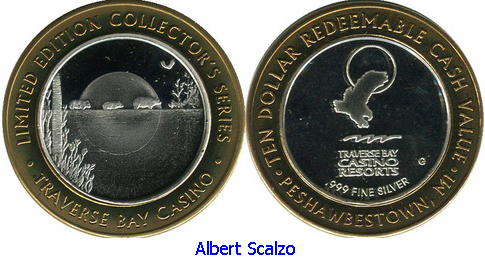 LIMITED EDITION COLLECTOR'S SERIES
• TRAVERSE BAY CASINO •
TEN DOLLAR REDEEMABLE CASH VALUE
• PESHAWBESTOWN, MI •
TRAVERSE BAY
CASINO
RESORTS
G
.999 FINE SILVER
Albert Scalzo